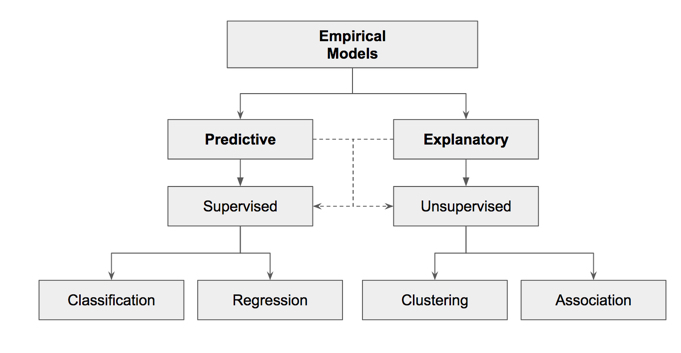 Empirical
Models
Predictive
Explanatory
Supervised
Unsupervised
Classification
Regression
Clustering
Association